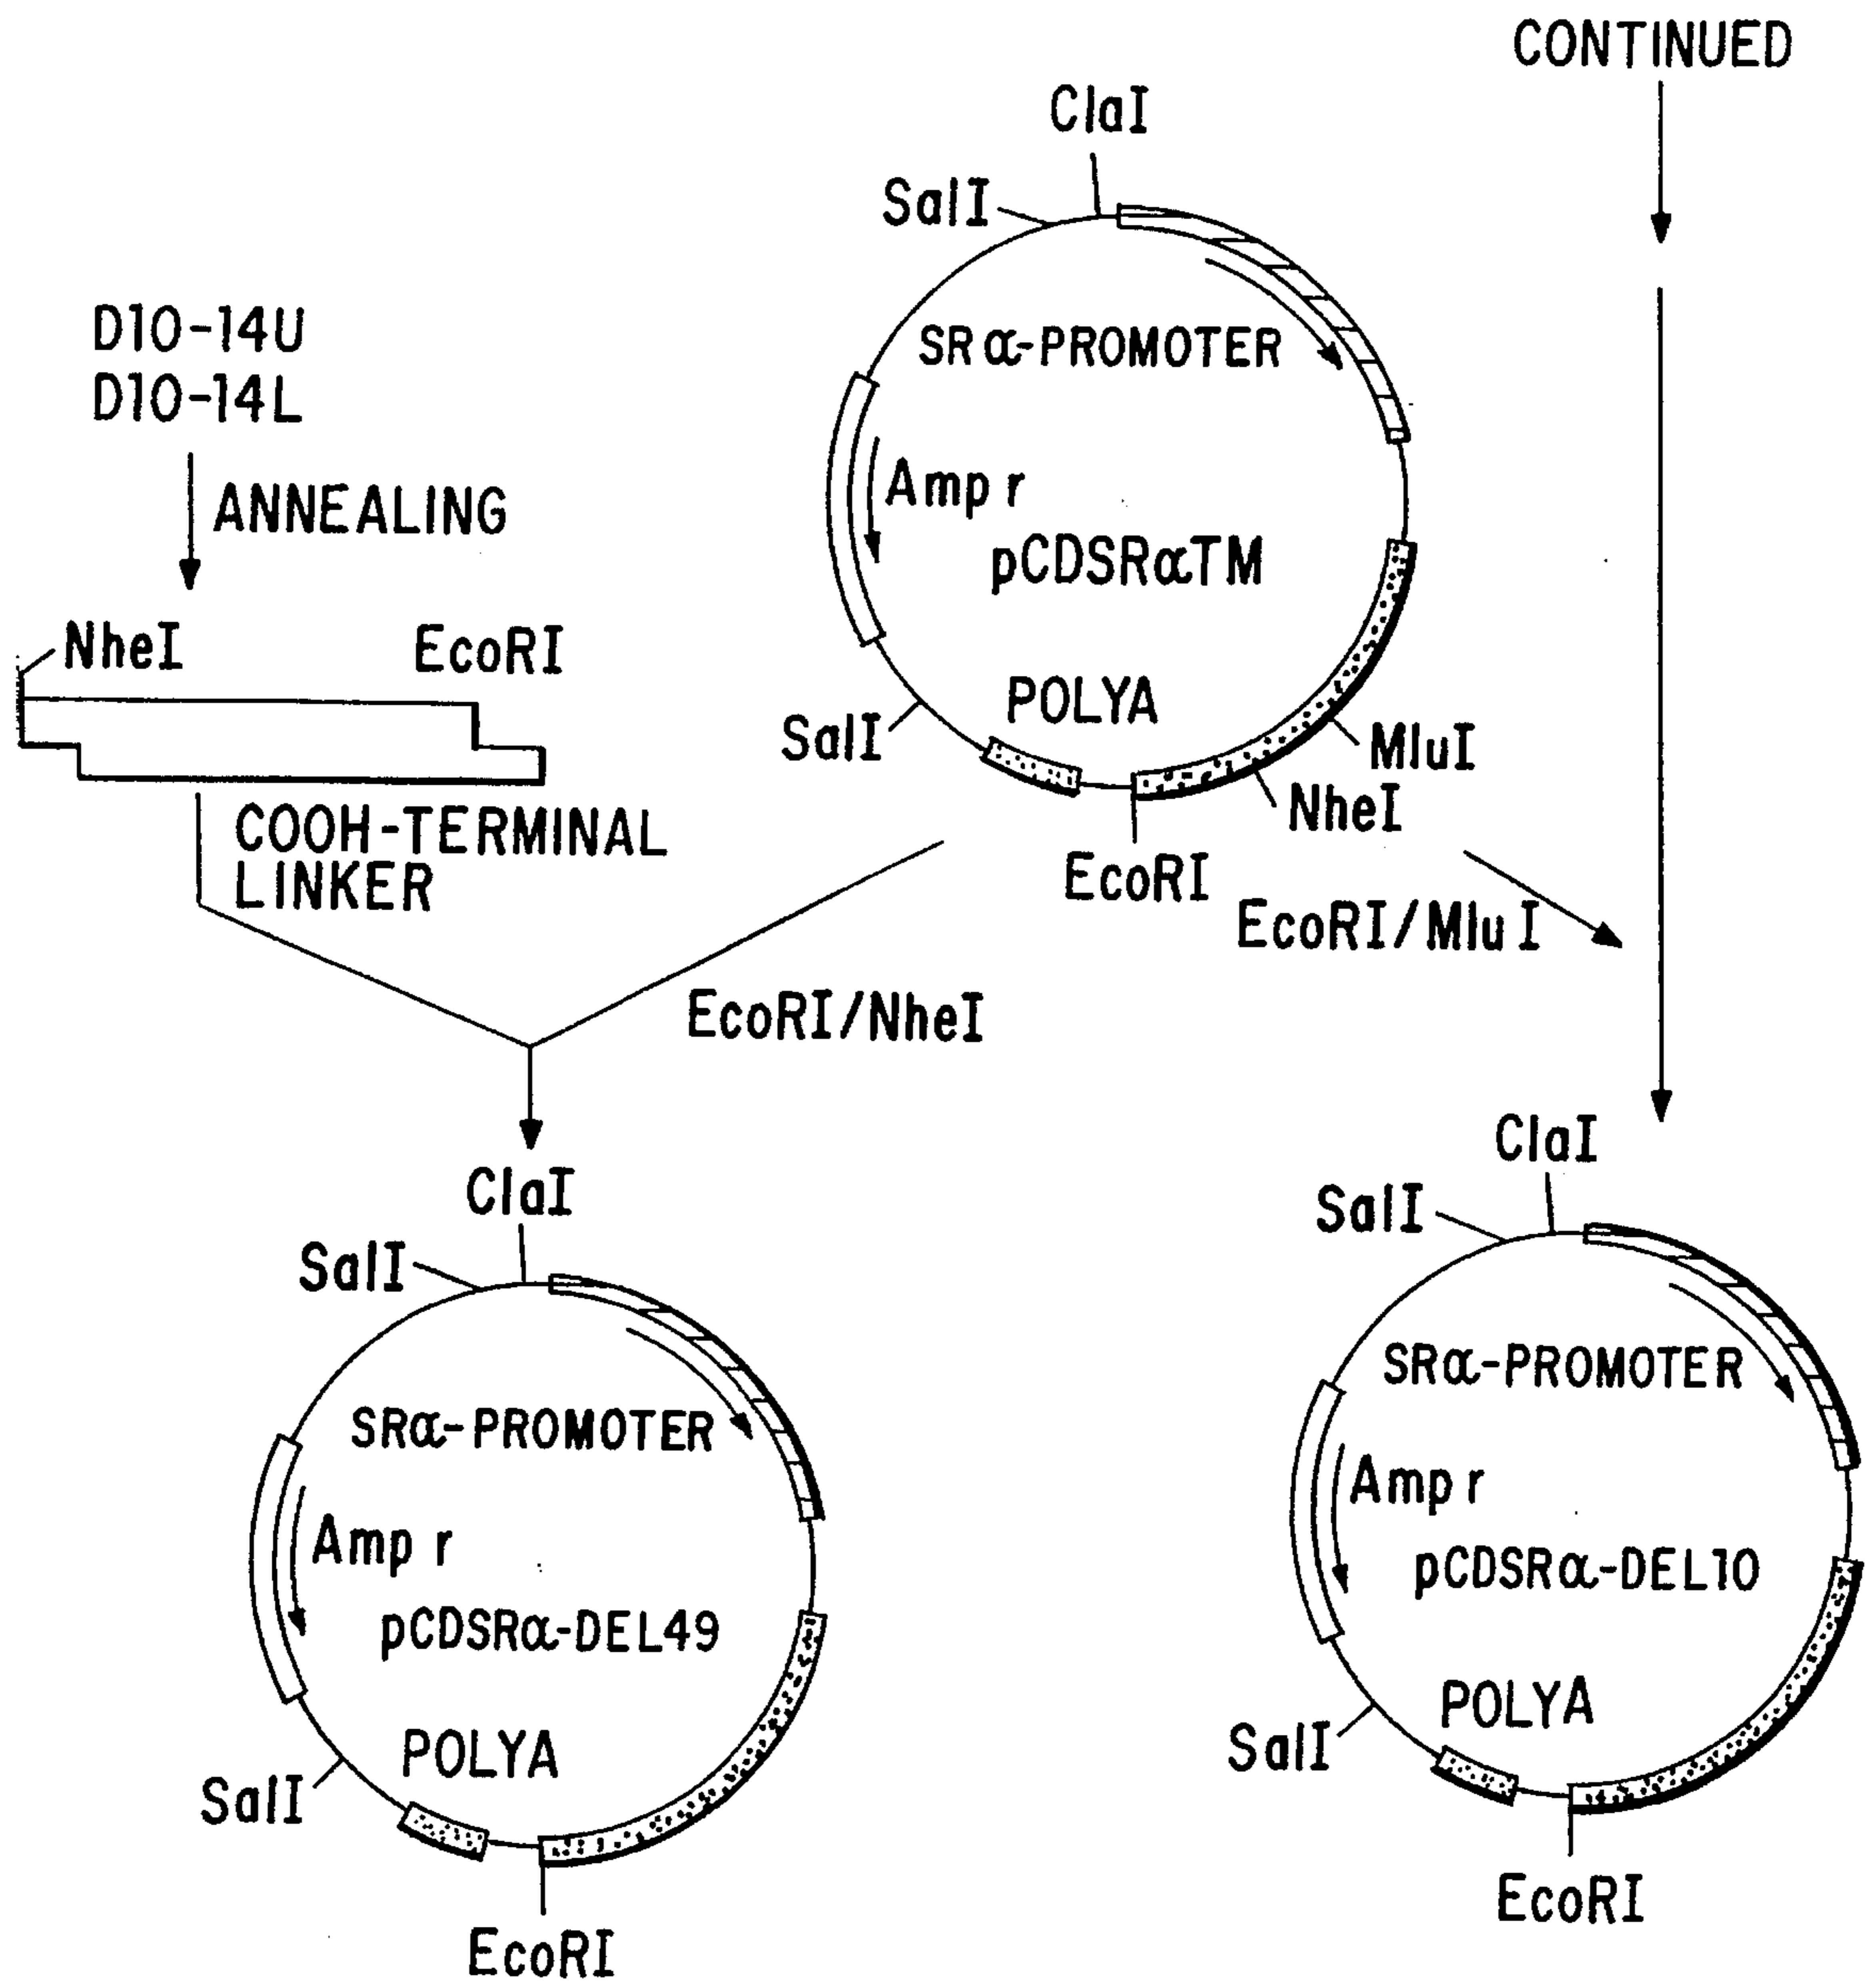 CONTINUED
ClaI
SalI
D10-14U
D10-14L
SRα-PROMOTER
Amp r
ANNEALING
pCDSRαTM
NheI
EcoRI
POLYA
SalI
MluI
NheI
COOH-TERMINAL
LINKER
EcoRI
EcoRI/MluI
EcoRI/NheI
ClaI
SalI
SRα-PROMOTER
Amp r
pCDSRα-DEL49
POLYA
SalI
EcoRI
ClaI
SalI
SRα-PROMOTER
Amp r
pCDSRα-DEL10
POLYA
SalI
EcoRI